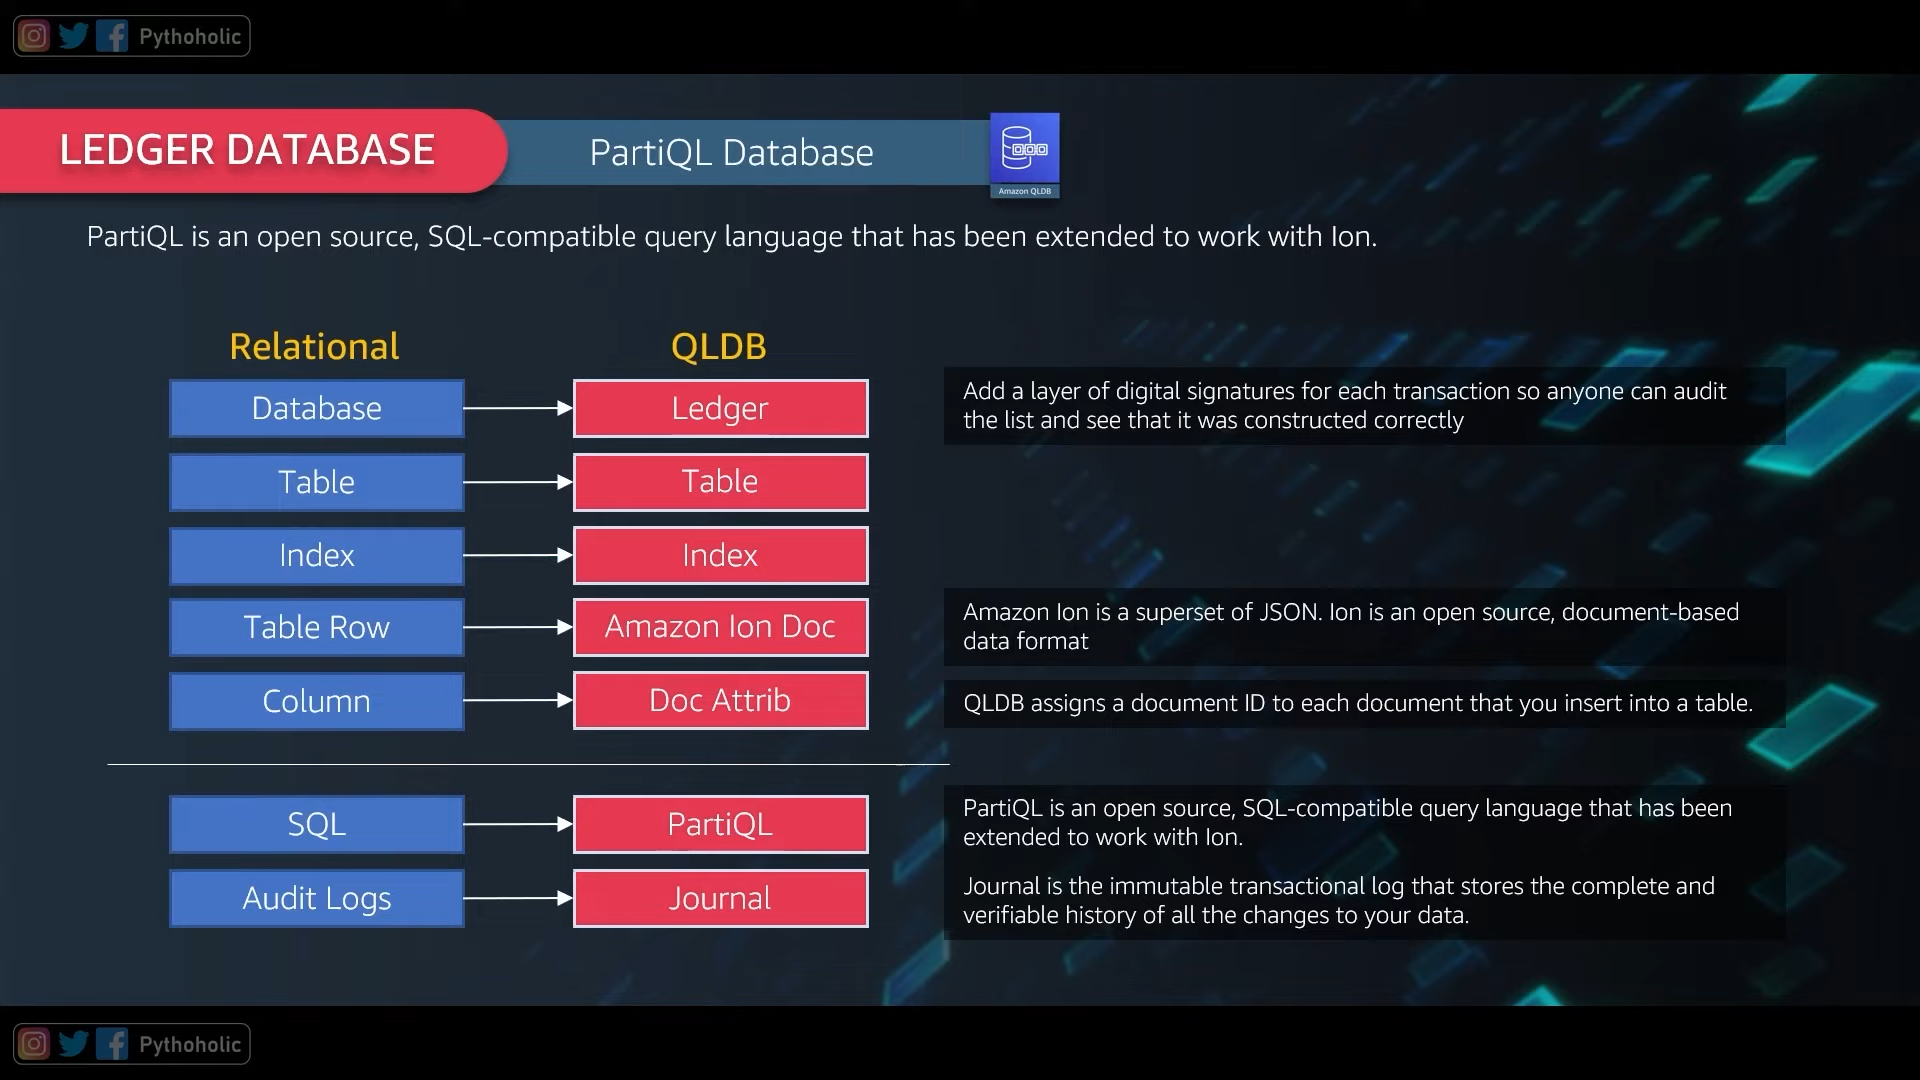 Pythoholic
LEDGER DATABASE
PartiQL Database
Amazon QLDB
PartiQL is an open source, SQL-compatible query language that has been extended to work with Ion.
Relational
QLDB
Database
Ledger
Add a layer of digital signatures for each transaction so anyone can audit
the list and see that it was constructed correctly
Table
Table
Index
Index
Table Row
Amazon Ion Doc
Amazon Ion is a superset of JSON. Ion is an open source, document-based
data format
Column
Doc Attrib
QLDB assigns a document ID to each document that you insert into a table.
SQL
PartiQL
PartiQL is an open source, SQL-compatible query language that has been
extended to work with Ion.
Audit Logs
Journal
Journal is the immutable transactional log that stores the complete and
verifiable history of all the changes to your data.
Pythoholic